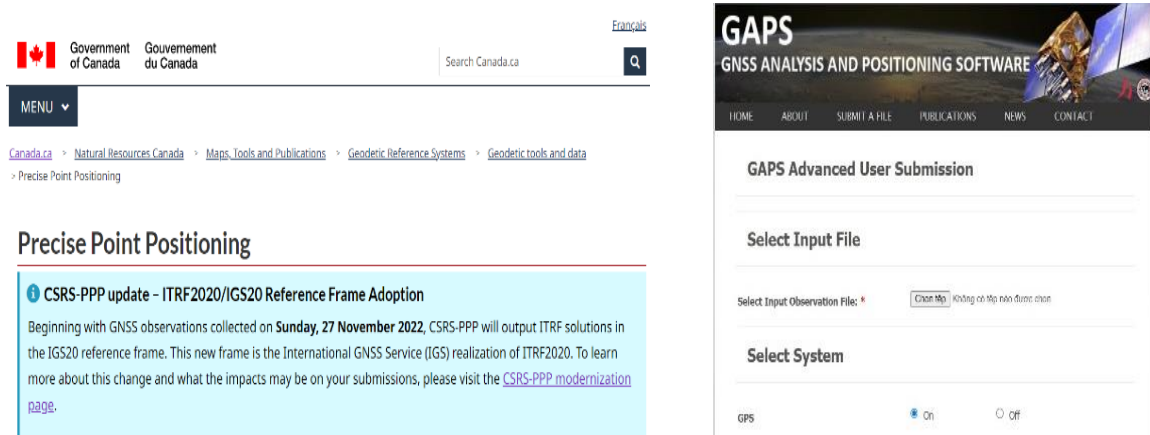 Français
Government of Canada
Gouvernement du Canada
Search Canada.ca
MENU
Canada.ca > Natural Resources Canada > Maps, Tools and Publications > Geodetic Reference Systems > Geodetic tools and data
> Precise Point Positioning
Precise Point Positioning
CSRS-PPP update – ITRF2020/IGS20 Reference Frame Adoption
Beginning with GNSS observations collected on Sunday, 27 November 2022, CSRS-PPP will output ITRF solutions in
the IGS20 reference frame. This new frame is the International GNSS Service (IGS) realization of ITRF2020. To learn
more about this change and what the impacts may be on your submissions, please visit the CSRS-PPP modernization
page.
GAPS
GNSS ANALYSIS AND POSITIONING SOFTWARE
HOME ABOUT SUBMIT A FILE PUBLICATIONS NEWS CONTACT
GAPS Advanced User Submission
Select Input File
Select Input Observation File: * Chọn tệp Không có tệp nào được chọn
Select System
GPS On Off